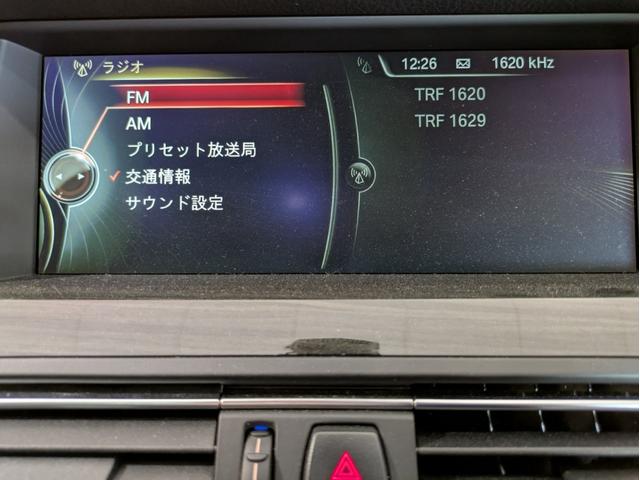 ラジオ
12:26 1620 kHz
FM
AM
プリセット放送局
交通情報
サウンド設定
TRF 1620
TRF 1629